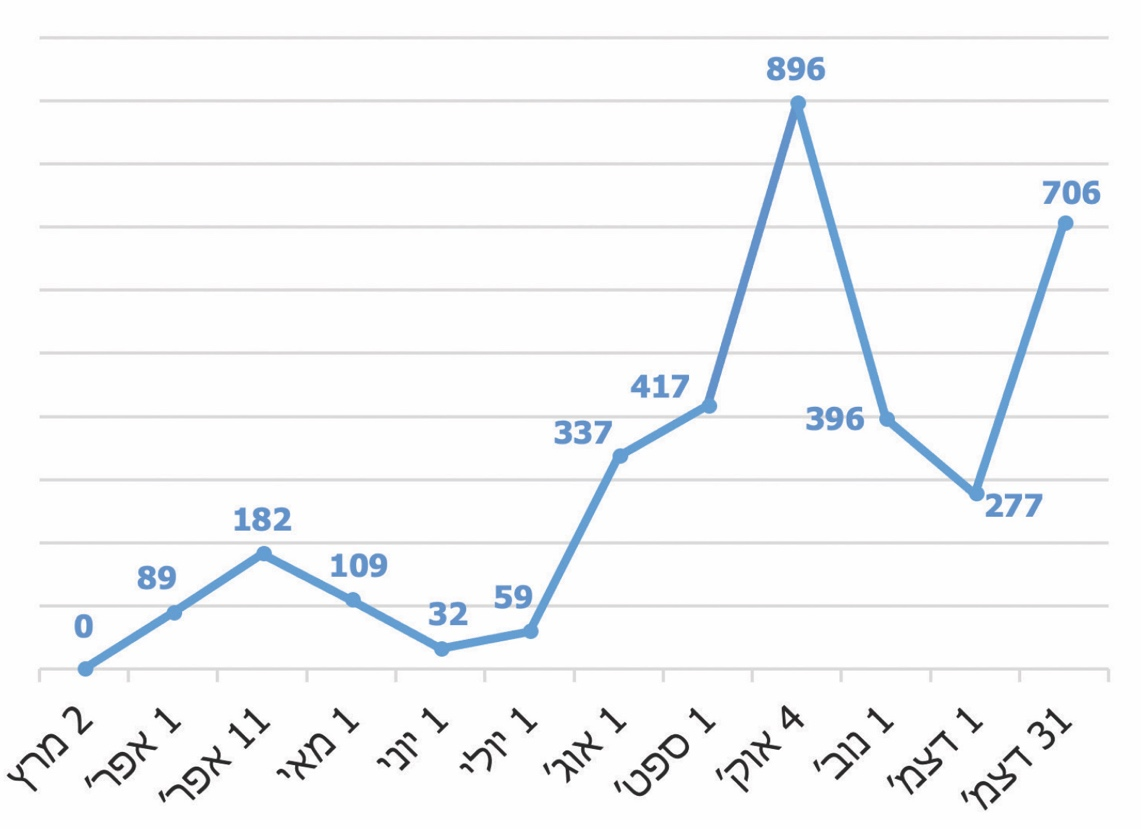 0
89
182
109
32
59
337
417
896
396
277
706
2 מרץ
1 אפר׳
11 אפר׳
1 מאי
1 יוני
1 יולי
1 אוג׳
1 ספט׳
4 אוק׳
1 נוב׳
1 דצמ׳
31 דצמ׳